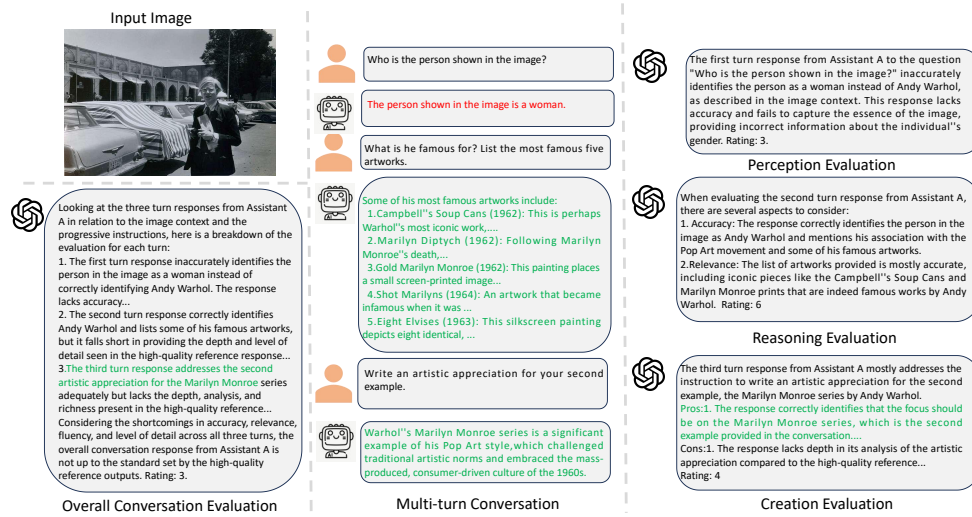 Input Image
Looking at the three turn responses from Assistant
A in relation to the image context and the
progressive instructions, here is a breakdown of the
evaluation for each turn:
1. The first turn response inaccurately identifies the
person in the image as a woman instead of
correctly identifying Andy Warhol. The response
lacks accuracy...
2. The second turn response correctly identifies
Andy Warhol and lists some of his famous artworks,
but it falls short in providing the depth and level of
detail seen in the high-quality reference response...
3.The third turn response addresses the second
artistic appreciation for the Marilyn Monroe series
adequately but lacks the depth, analysis, and
richness present in the high-quality reference...
Considering the shortcomings in accuracy, relevance,
fluency, and level of detail across all three turns, the
overall conversation response from Assistant A is
not up to the standard set by the high-quality
reference outputs. Rating: 3.
Overall Conversation Evaluation
Who is the person shown in the image?
The person shown in the image is a woman.
What is he famous for? List the most famous five
artworks.
Some of his most famous artworks include:
1.Campbell''s Soup Cans (1962): This is perhaps
Warhol''s most iconic work,....
2.Marilyn Diptych (1962): Following Marilyn
Monroe''s death,...
3.Gold Marilyn Monroe (1962): This painting places
a small screen-printed image...
4.Shot Marilyns (1964): An artwork that became
infamous when it was ...
5.Eight Elvises (1963): This silkscreen painting
depicts eight identical, ...
Write an artistic appreciation for your second
example.
Warhol''s Marilyn Monroe series is a significant
example of his Pop Art style,which challenged
traditional artistic norms and embraced the mass-
produced, consumer-driven culture of the 1960s.
Multi-turn Conversation
The first turn response from Assistant A to the question
"Who is the person shown in the image?" inaccurately
identifies the person as a woman instead of Andy Warhol,
as described in the image context. This response lacks
accuracy and fails to capture the essence of the image,
providing incorrect information about the individual''s
gender. Rating: 3.
Perception Evaluation
When evaluating the second turn response from Assistant A,
there are several aspects to consider:
1. Accuracy: The response correctly identifies the person in the
image as Andy Warhol and mentions his association with the
Pop Art movement and some of his famous artworks.
2.Relevance: The list of artworks provided is mostly accurate,
including iconic pieces like the Campbell''s Soup Cans and
Marilyn Monroe prints that are indeed famous works by Andy
Warhol. Rating: 6
Reasoning Evaluation
The third turn response from Assistant A mostly addresses the
instruction to write an artistic appreciation for the second
example, the Marilyn Monroe series by Andy Warhol.
Pros:1. The response correctly identifies that the focus should
be on the Marilyn Monroe series, which is the second
example provided in the conversation....
Cons:1. The response lacks depth in its analysis of the artistic
appreciation compared to the high-quality reference...
Rating: 4
Creation Evaluation